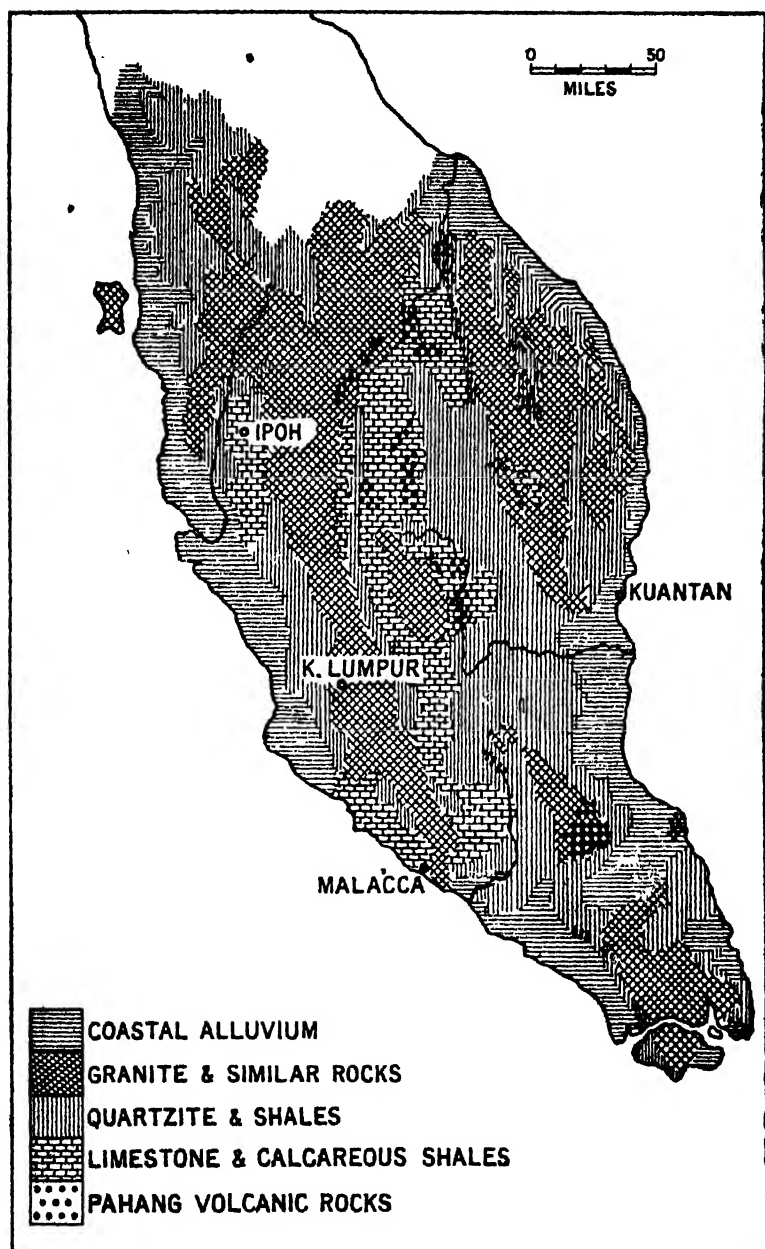 0 50
MILES
IPOH
KUANTAN
K. LUMPUR
MALACCA
COASTAL ALLUVIUM
GRANITE & SIMILAR ROCKS
QUARTZITE & SHALES
LIMESTONE & CALCAREOUS SHALES
PAHANG VOLCANIC ROCKS